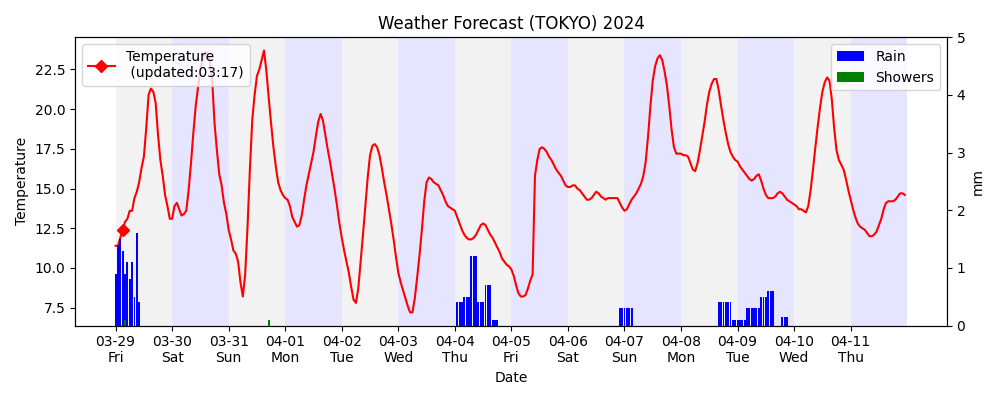 Weather Forecast (TOKYO) 2024
Temperature
(updated:03:17)
Rain
Showers
22.5
20.0
17.5
15.0
12.5
10.0
7.5
Temperature
5
4
3
2
1
0
mm
03-29 03-30 03-31 04-01 04-02 04-03 04-04 04-05 04-06 04-07 04-08 04-09 04-10 04-11
Fri Sat Sun Mon Tue Wed Thu Fri Sat Sun Mon Tue Wed Thu
Date